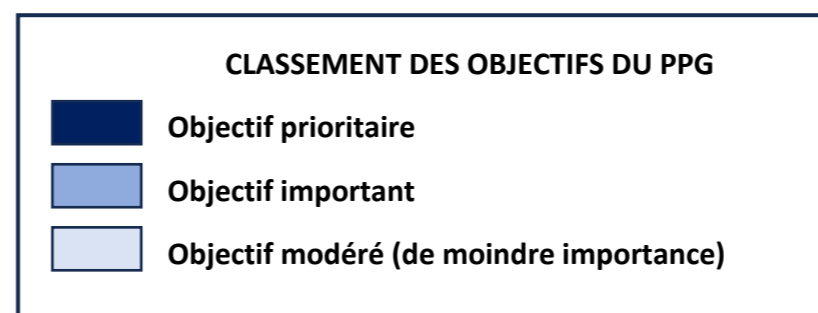 CLASSEMENT DES OBJECTIFS DU PPG
Objectif prioritaire
Objectif important
Objectif modéré (de moindre importance)